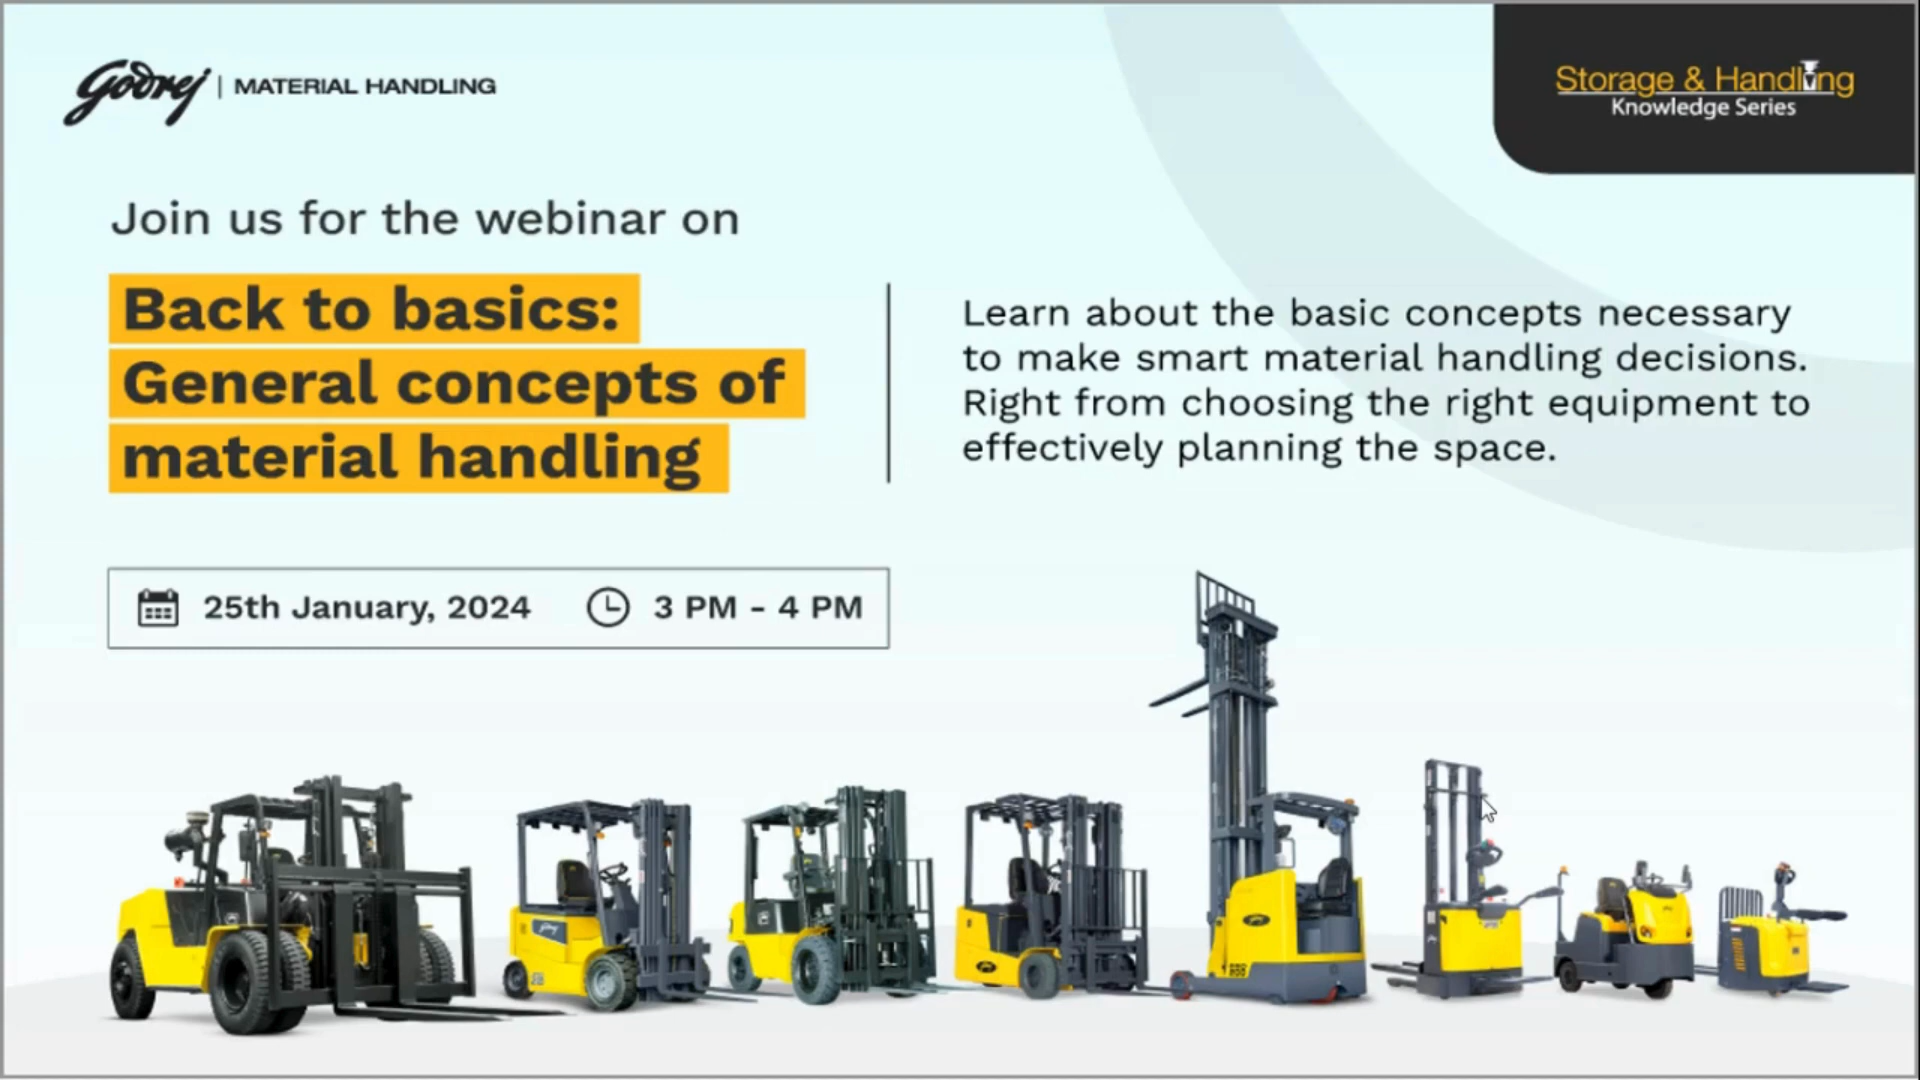 Godrej | MATERIAL HANDLING
Storage & Handling
Knowledge Series
Join us for the webinar on
Back to basics:
General concepts of
material handling
Learn about the basic concepts necessary
to make smart material handling decisions.
Right from choosing the right equipment to
effectively planning the space.
25th January, 2024
3 PM - 4 PM